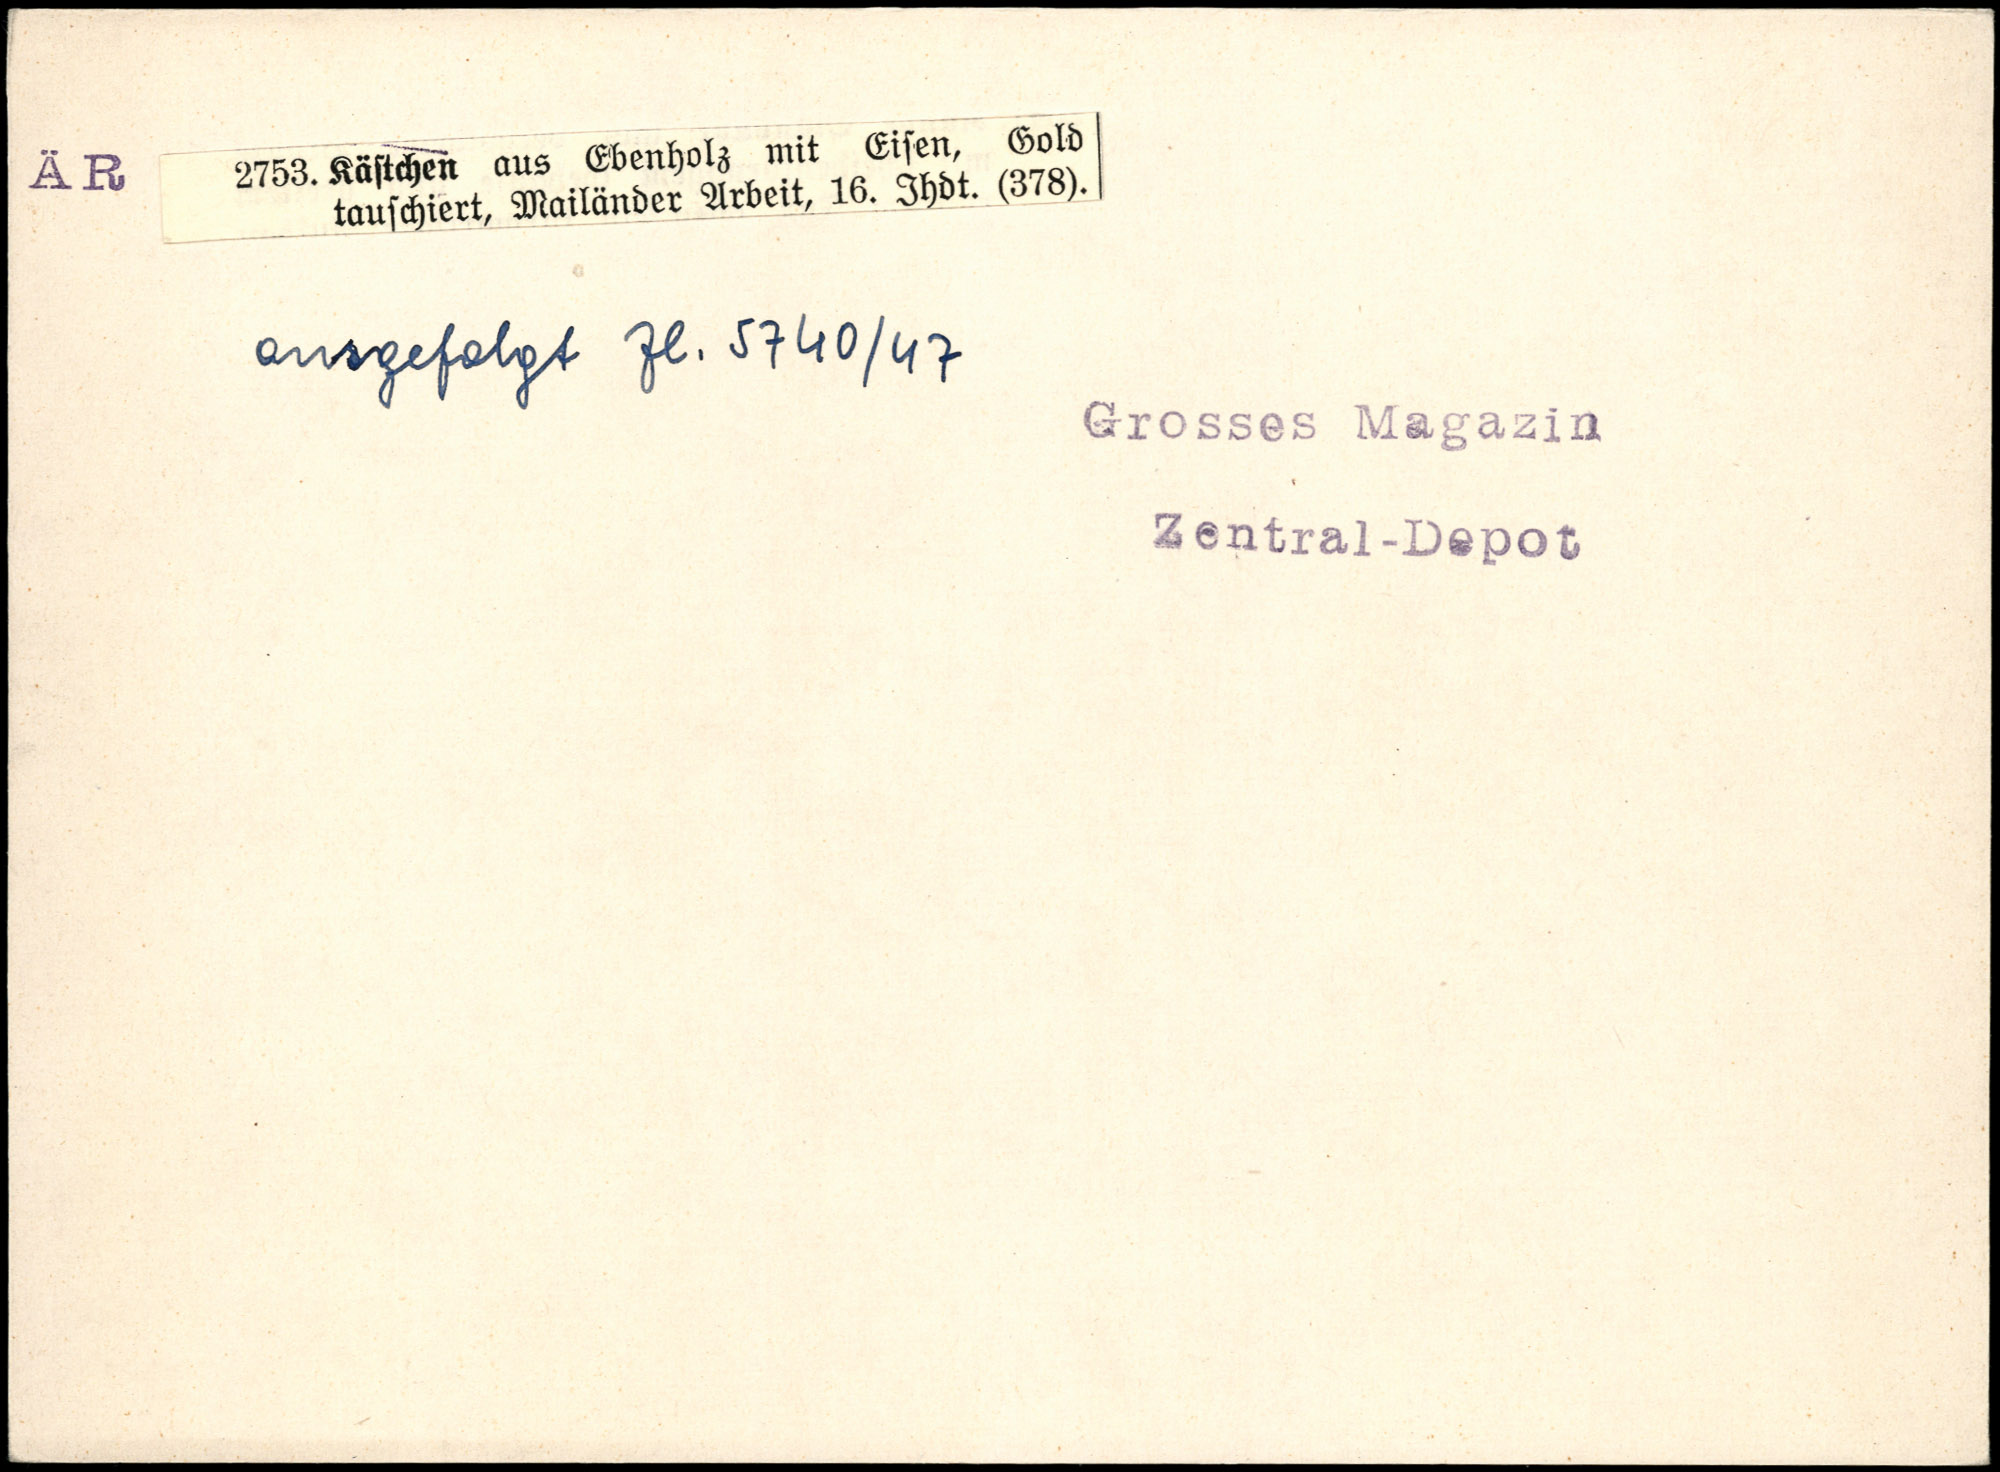 ÄR
2753. Käſtchen aus Ebenholz mit Eiſen, Gold
tauſchiert, Mailänder Arbeit, 16. Jhdt. (378).
ausgefolgt Zl. 5740/47
Grosses Magazin
Zentral-Depot